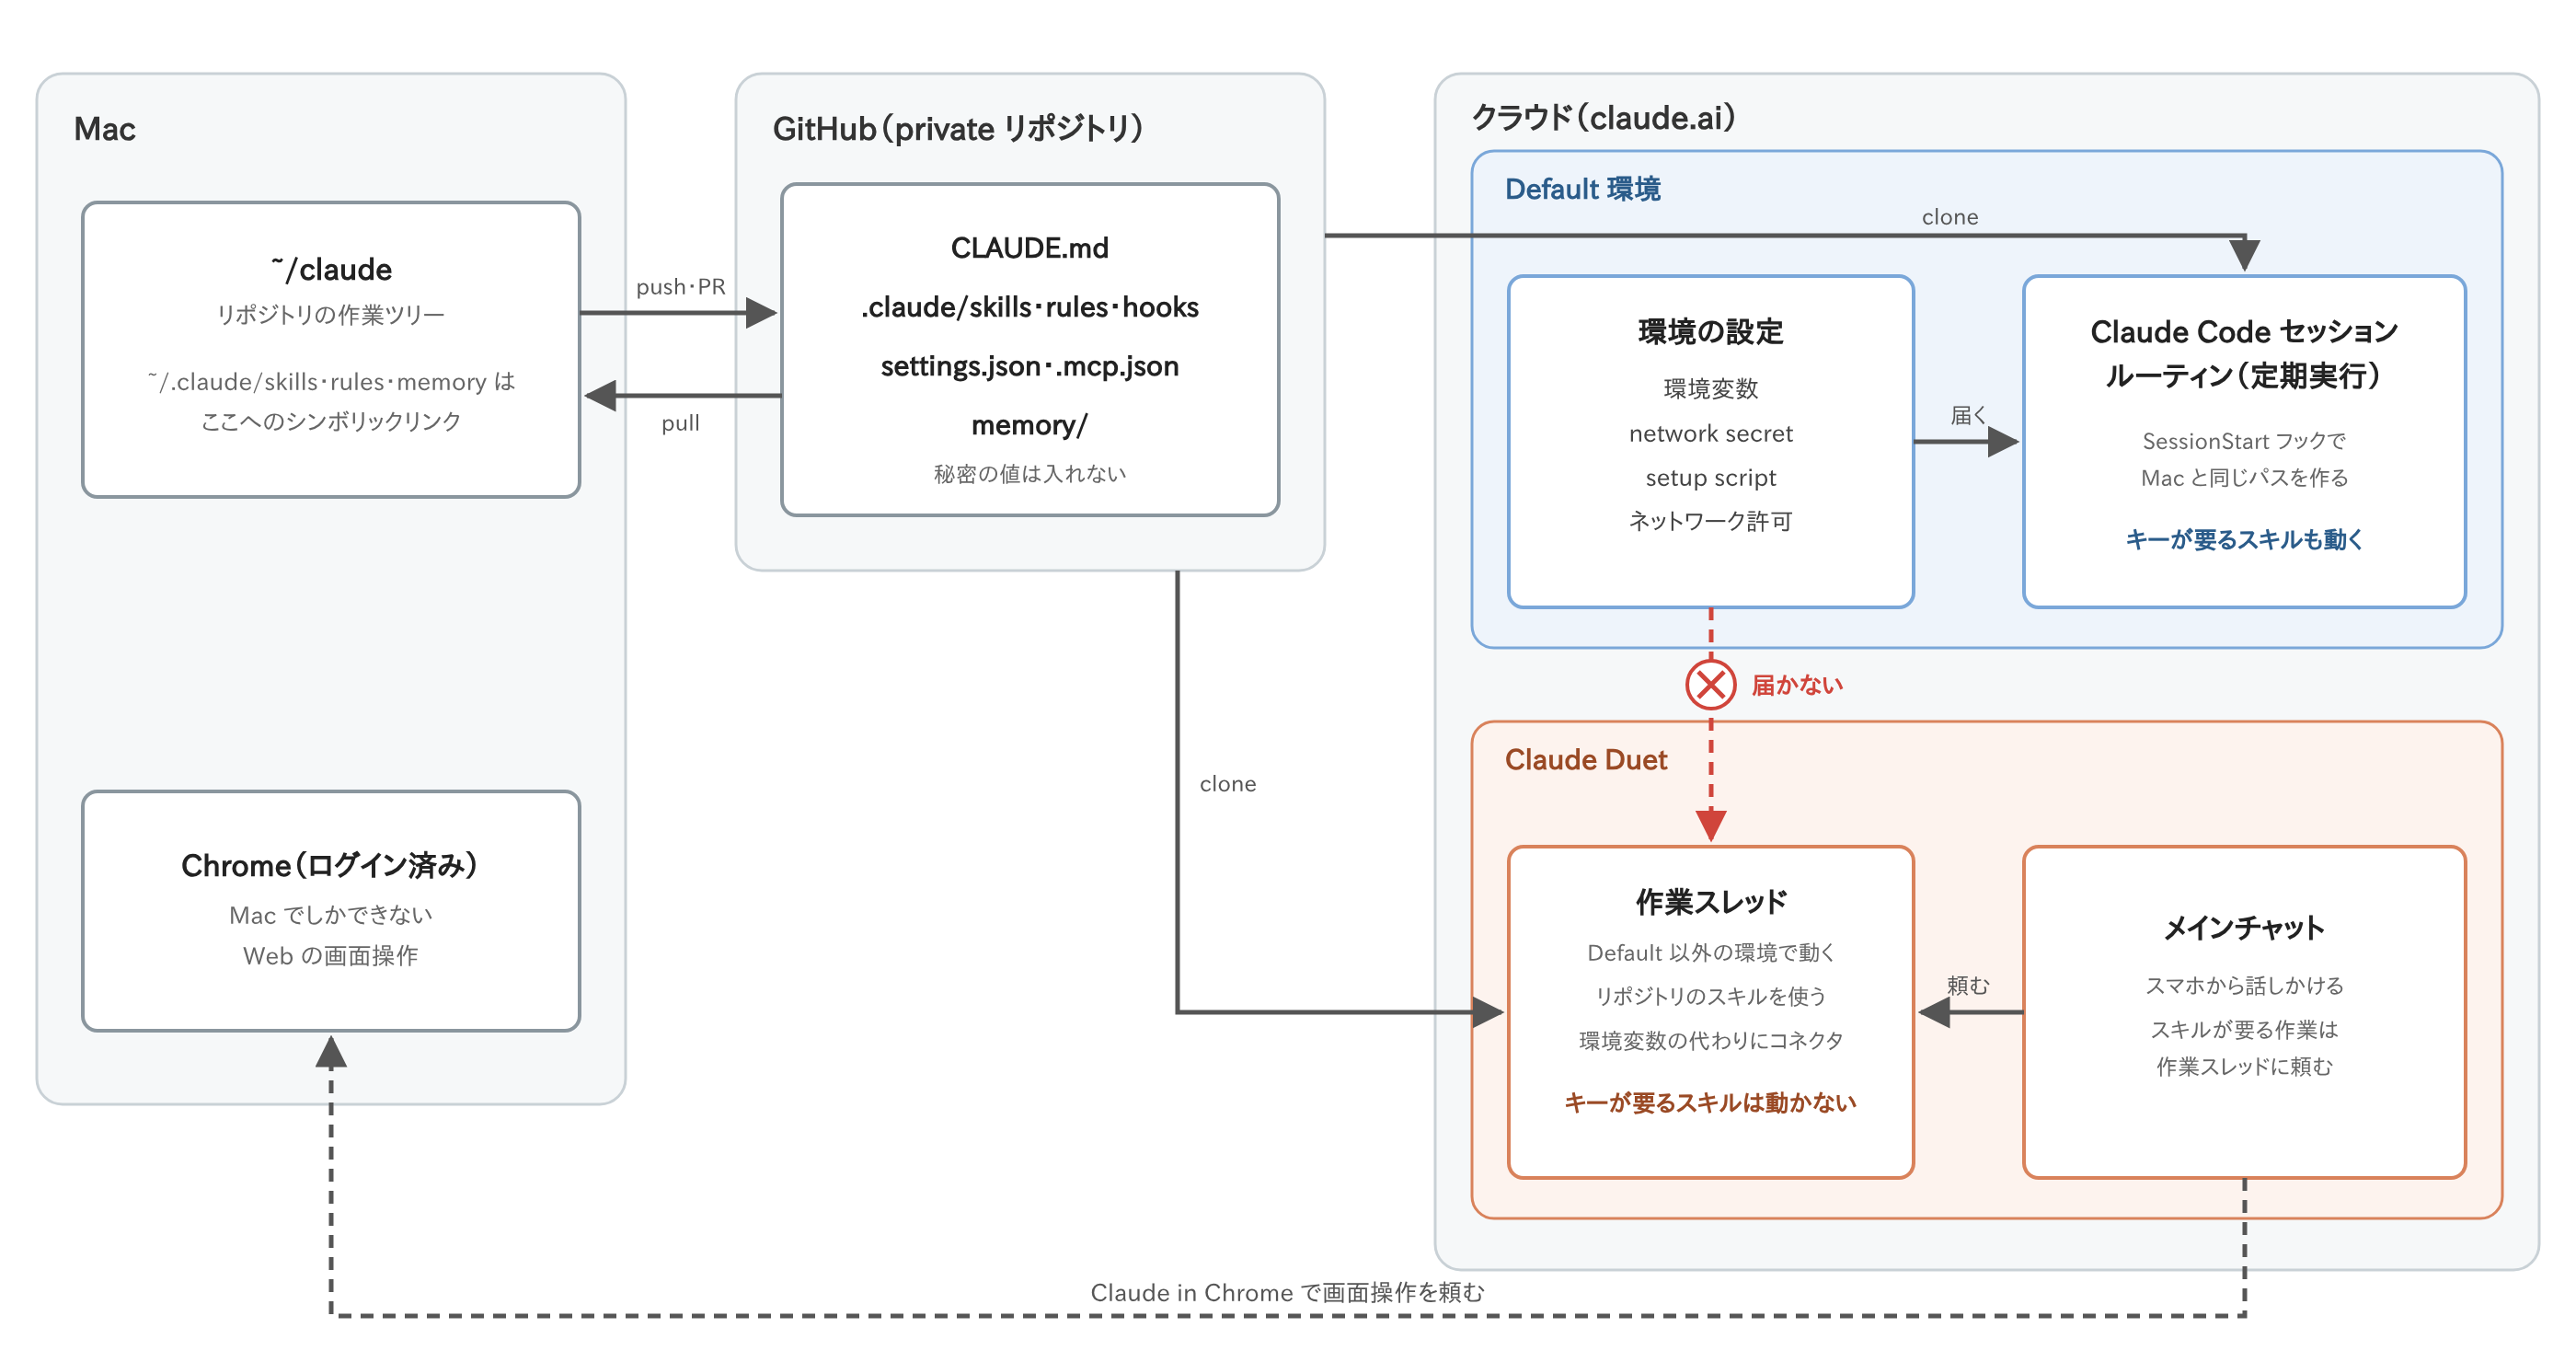 Mac
~/claude
リポジトリの作業ツリー
~/.claude/skills・rules・memory は
ここへのシンボリックリンク
push・PR
pull
GitHub（private リポジトリ）
CLAUDE.md
.claude/skills・rules・hooks
settings.json・.mcp.json
memory/
秘密の値は入れない
クラウド（claude.ai）
Default 環境
clone
環境の設定
環境変数
network secret
setup script
ネットワーク許可
届く
Claude Code セッション
ルーティン（定期実行）
SessionStart フックで
Mac と同じパスを作る
キーが要るスキルも動く
届かない
clone
Claude Duet
作業スレッド
Default 以外の環境で動く
リポジトリのスキルを使う
環境変数の代わりにコネクタ
キーが要るスキルは動かない
頼む
メインチャット
スマホから話しかける
スキルが要る作業は
作業スレッドに頼む
Chrome（ログイン済み）
Mac でしかできない
Web の画面操作
Claude in Chrome で画面操作を頼む